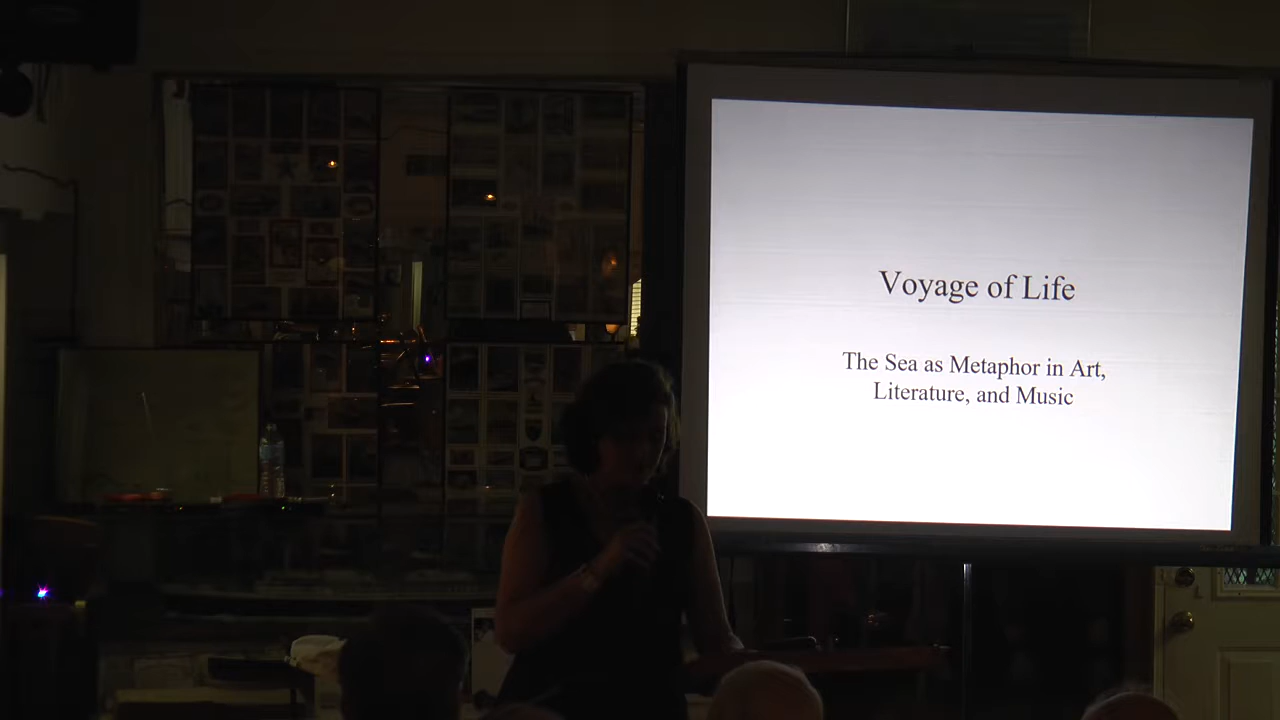 Voyage of Life
The Sea as Metaphor in Art,
Literature, and Music